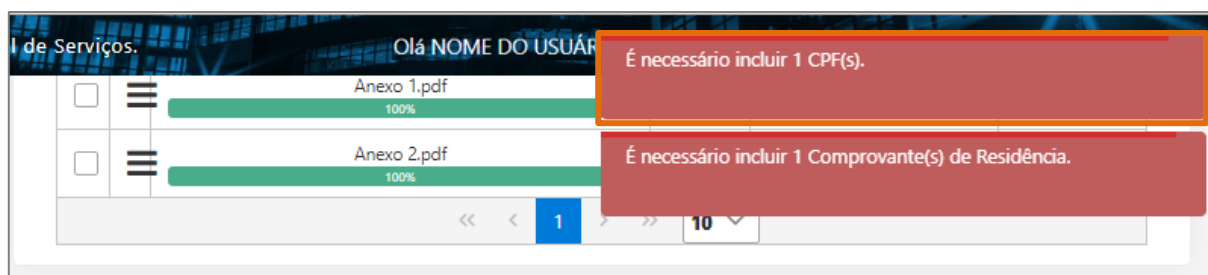 l de Serviços.
Olá NOME DO USUÁR
É necessário incluir 1 CPF(s).
Anexo 1.pdf
100%
É necessário incluir 1 Comprovante(s) de Residência.
Anexo 2.pdf
100%
<< < 1 > >> 10